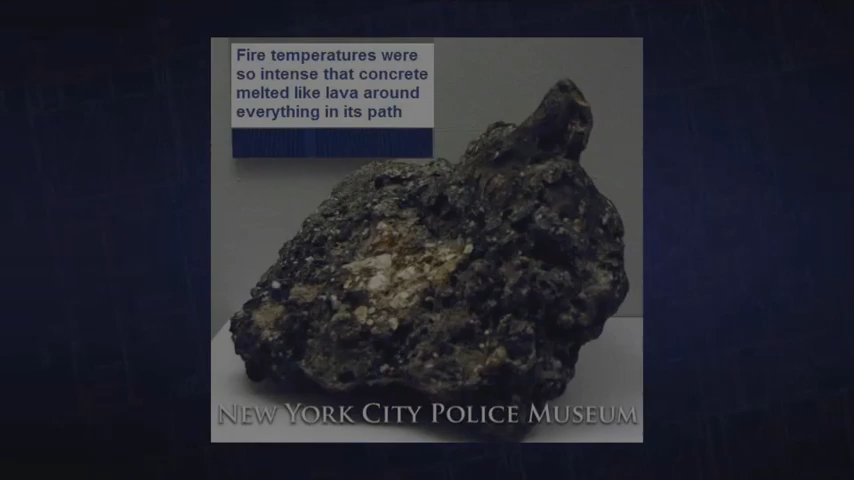 Fire temperatures were
so intense that concrete
melted like lava around
everything in its path
NEW YORK CITY POLICE MUSEUM